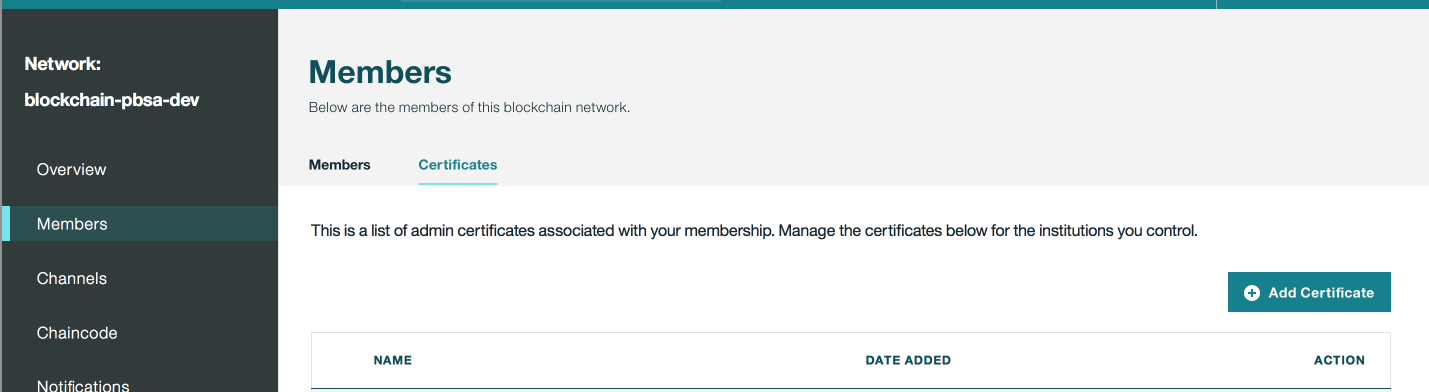 Network:
blockchain-pbsa-dev
Overview
Members
Channels
Chaincode
Notifications
Members
Below are the members of this blockchain network.
Members Certificates
This is a list of admin certificates associated with your membership. Manage the certificates below for the institutions you control.
Add Certificate
NAME DATE ADDED ACTION